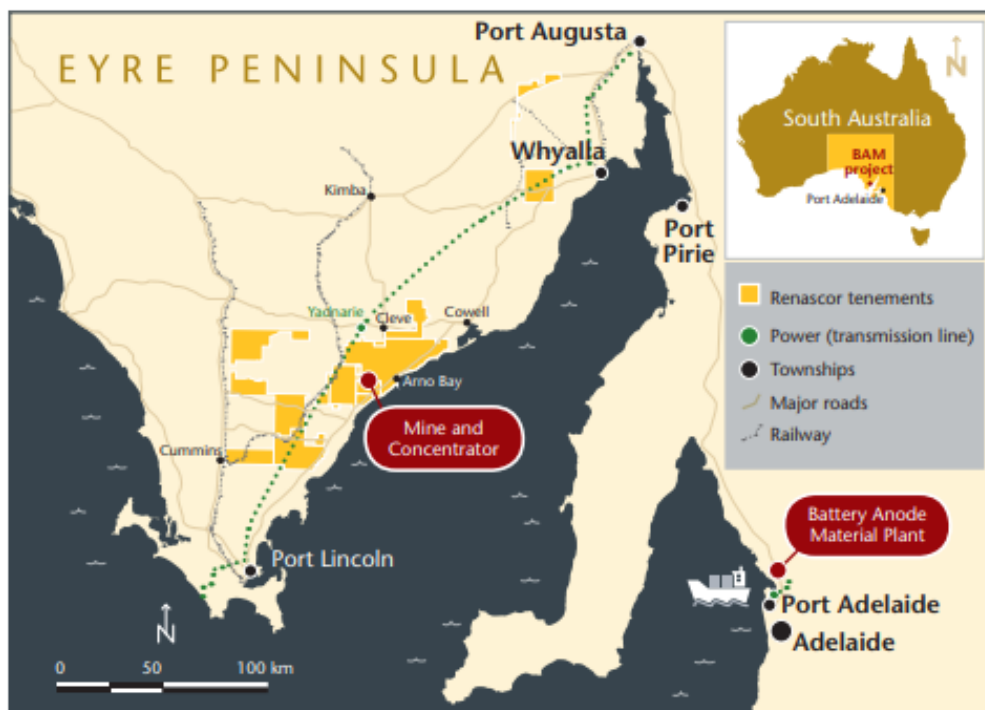 EYRE PENINSULA
Port Augusta
N
South Australia
BAM
project
Port Adelaide
Whyalla
Kimba
Port
Pirie
Renascor tenements
Power (transmission line)
Townships
Major roads
Railway
Yadnarie
Cleve
Cowell
Arno Bay
Mine and
Concentrator
Cummins
Battery Anode
Material Plant
Port Lincoln
Port Adelaide
Adelaide
N
0 50 100 km